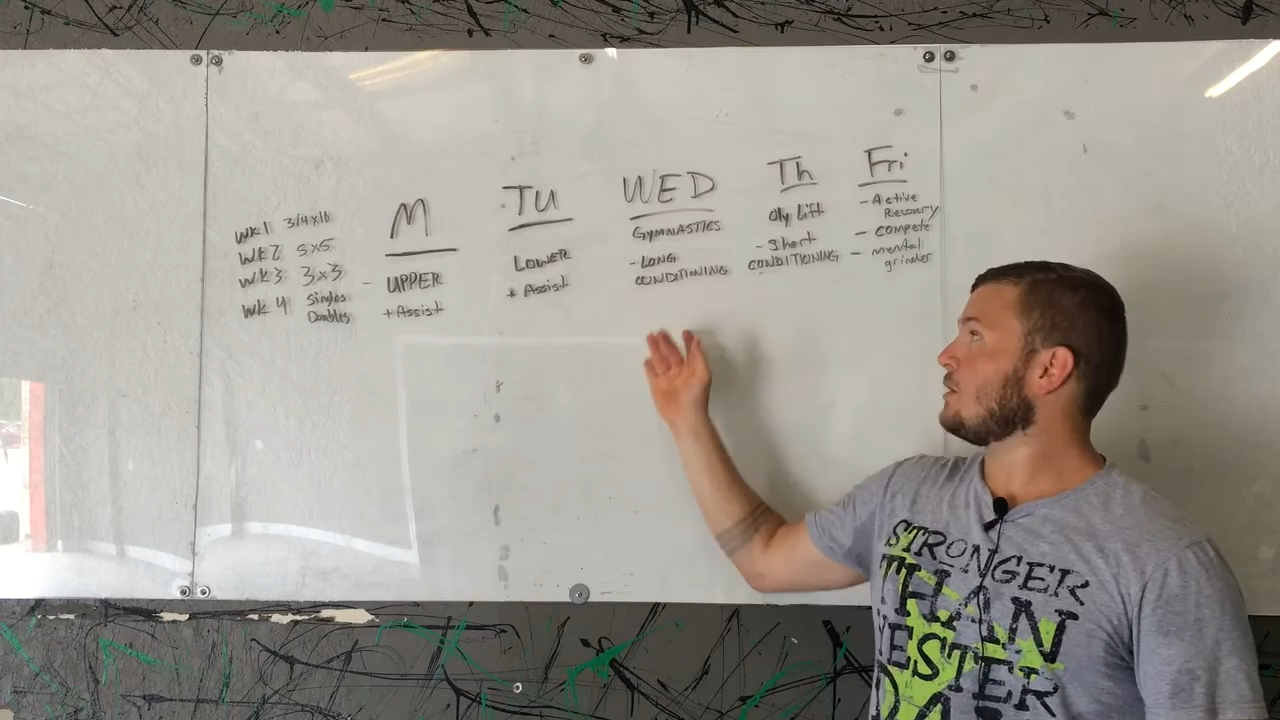 WK1 3/4x10
WK2 5x5
WK3 3x3
WK4 Singles
Doubles
M
- UPPER
+ Assist
TU
LOWER
+ Assist
WED
GYMNASTICS
- LONG
CONDITIONING
Th
Oly Lift
- Short
CONDITIONING
Fri
- Active
Recovery
- compete
- mental
grinder
STRONGER
THAN
YESTER